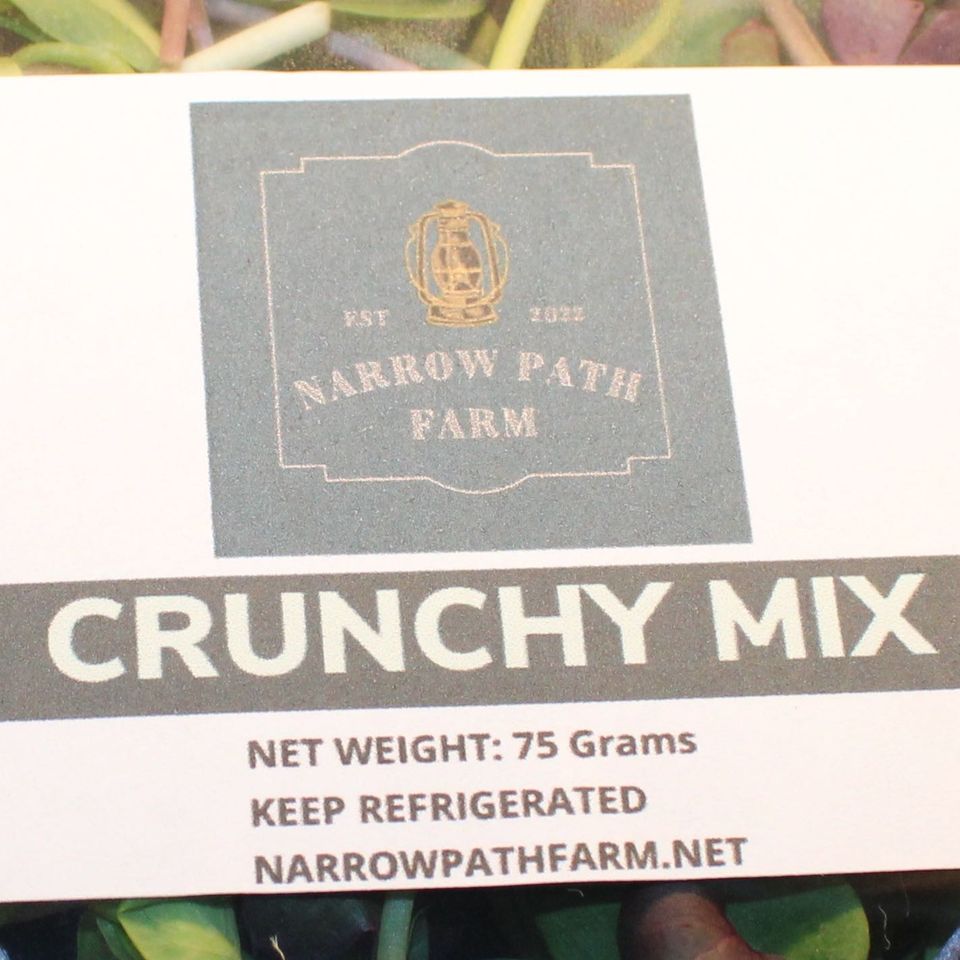 EST 2022
NARROW PATH
FARM
CRUNCHY MIX
NET WEIGHT: 75 Grams
KEEP REFRIGERATED
NARROWPATHFARM.NET